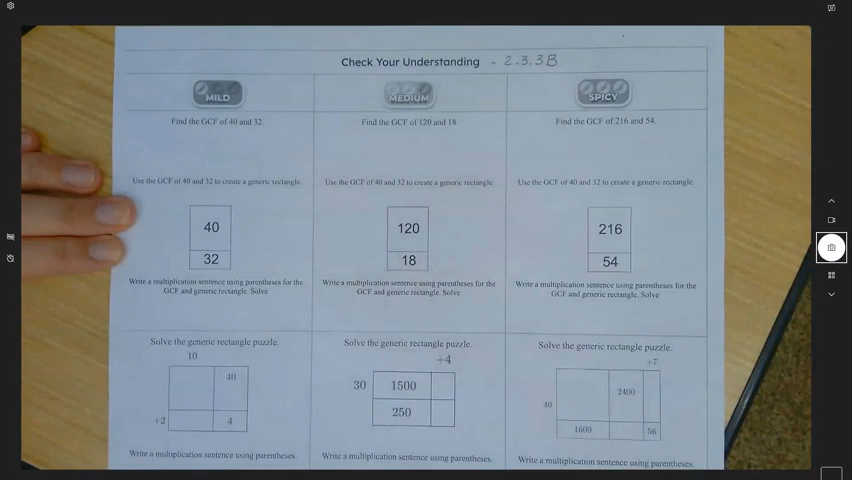 Check Your Understanding - 2.3.3B
MILD
Find the GCF of 40 and 32.
Use the GCF of 40 and 32 to create a generic rectangle.
40
32
Write a multiplication sentence using parentheses for the
GCF and generic rectangle. Solve
Solve the generic rectangle puzzle.
10
40
+2
4
Write a multiplication sentence using parentheses.
MEDIUM
Find the GCF of 120 and 18.
Use the GCF of 40 and 32 to create a generic rectangle.
120
18
Write a multiplication sentence using parentheses for the
GCF and generic rectangle. Solve
Solve the generic rectangle puzzle.
+4
30
1500
250
Write a multiplication sentence using parentheses.
SPICY
Find the GCF of 216 and 54.
Use the GCF of 40 and 32 to create a generic rectangle.
216
54
Write a multiplication sentence using parentheses for the
GCF and generic rectangle. Solve
Solve the generic rectangle puzzle.
+7
2400
40
1600
56
Write a multiplication sentence using parentheses.